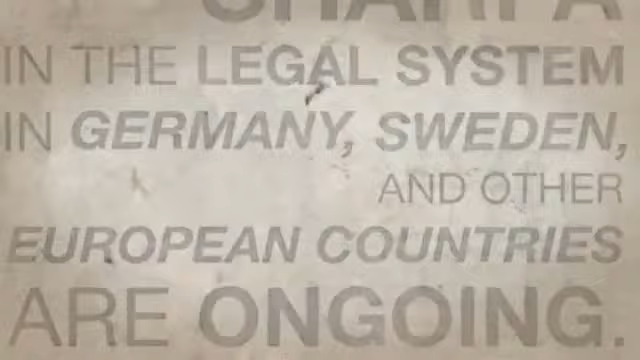 IN THE LEGAL SYSTEM
IN GERMANY, SWEDEN,
AND OTHER
EUROPEAN COUNTRIES
ARE ONGOING.